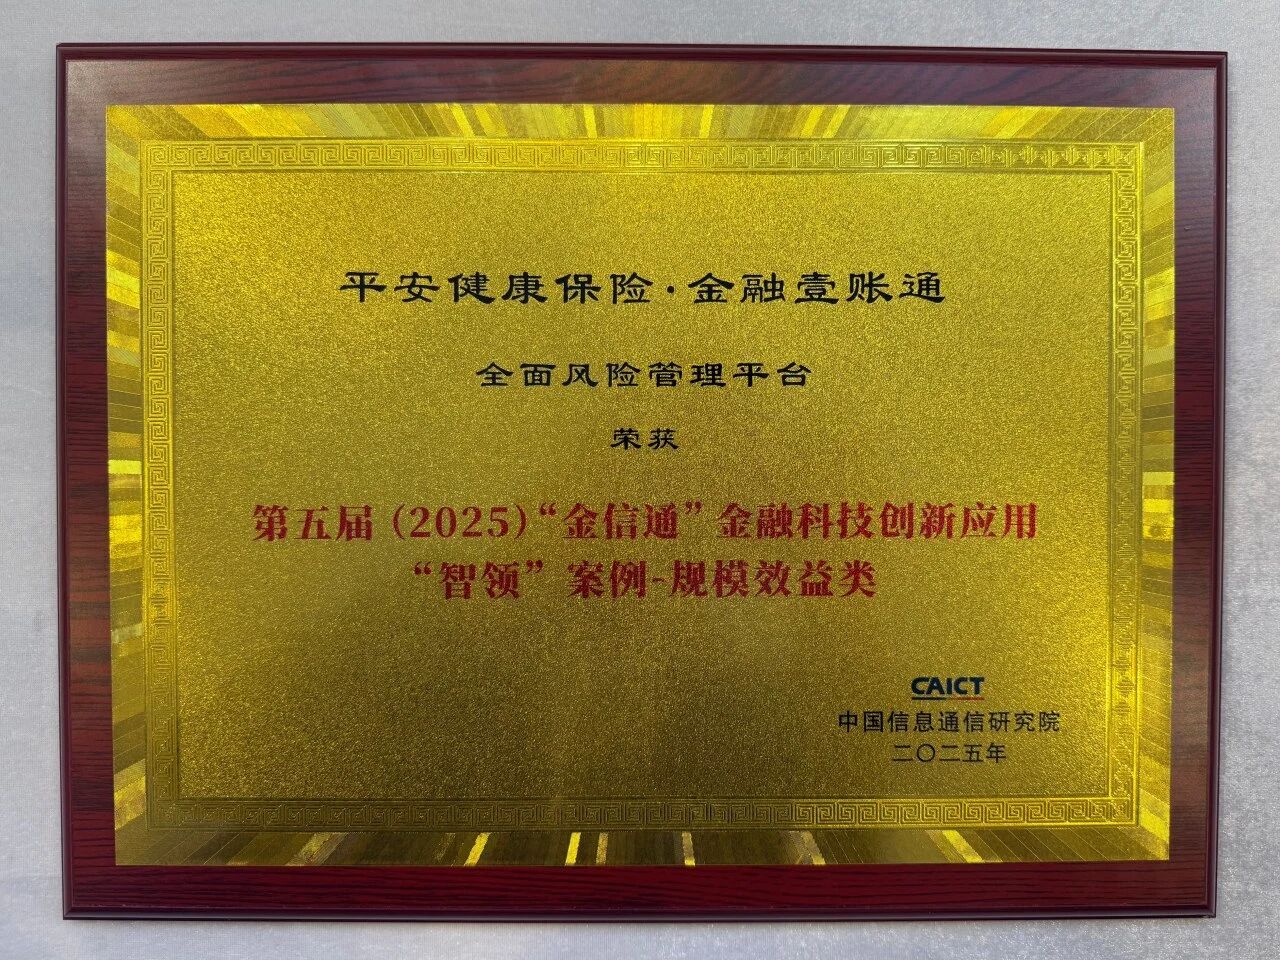 平安健康保险·金融壹账通
全面风险管理平台
荣获
第五届（2025）“金信通”金融科技创新应用
“智领”案例-规模效益类
CAICT
中国信息通信研究院
二〇二五年